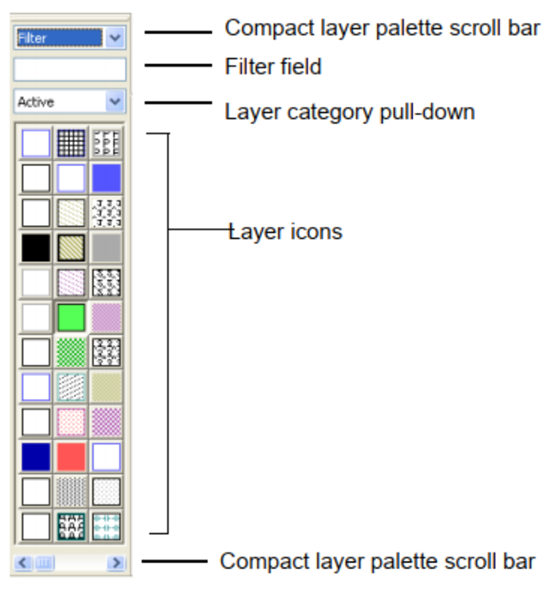 Filter
Compact layer palette scroll bar
Filter field
Active
Layer category pull-down
Layer icons
Compact layer palette scroll bar